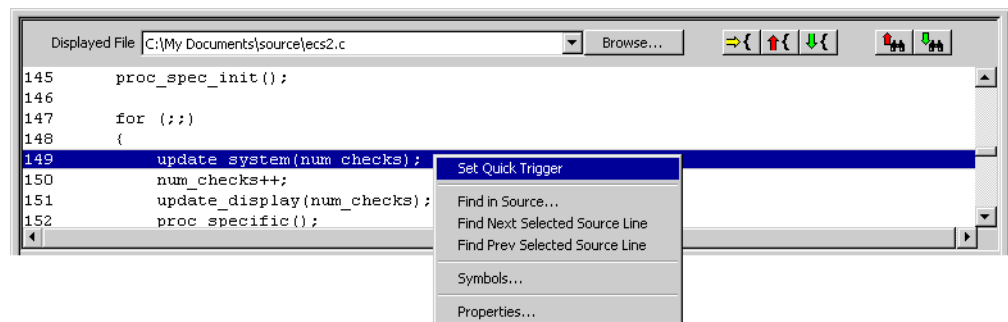 Displayed File C:\My Documents\source\ecs2.c Browse...
145 proc_spec_init();
146
147 for (;;)
148 {
149 update_system(num_checks);
150 num_checks++;
151 update_display(num_checks);
152 proc_specific();
Set Quick Trigger
Find in Source...
Find Next Selected Source Line
Find Prev Selected Source Line
Symbols...
Properties...